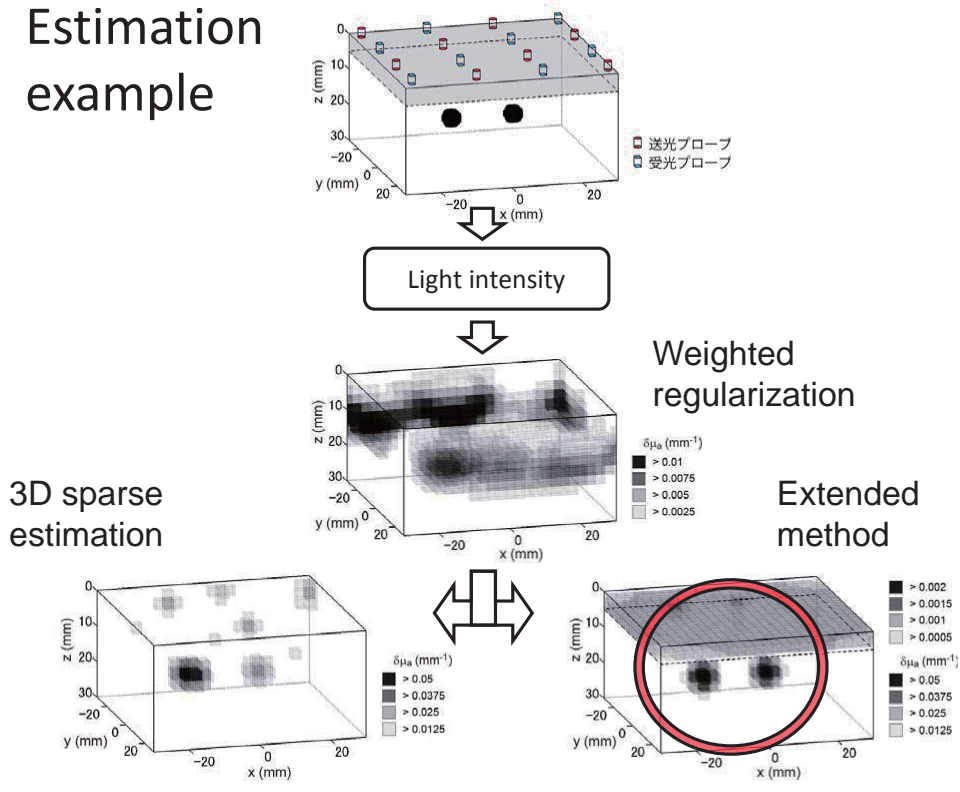 Estimation
example
0
10
20
30
z (mm)
−20
0
20
y (mm)
−20
0
20
x (mm)
送光プローブ
受光プローブ
Light intensity
Weighted
regularization
0
10
20
30
z (mm)
−20
0
20
y (mm)
−20
0
20
x (mm)
δμa (mm-1)
> 0.01
> 0.0075
> 0.005
> 0.0025
3D sparse
estimation
0
10
20
30
z (mm)
−20
0
20
y (mm)
−20
0
20
x (mm)
δμa (mm-1)
> 0.05
> 0.0375
> 0.025
> 0.0125
Extended
method
0
10
20
30
z (mm)
−20
0
20
y (mm)
−20
0
20
x (mm)
> 0.002
> 0.0015
> 0.001
> 0.0005
δμa (mm-1)
> 0.05
> 0.0375
> 0.025
> 0.0125